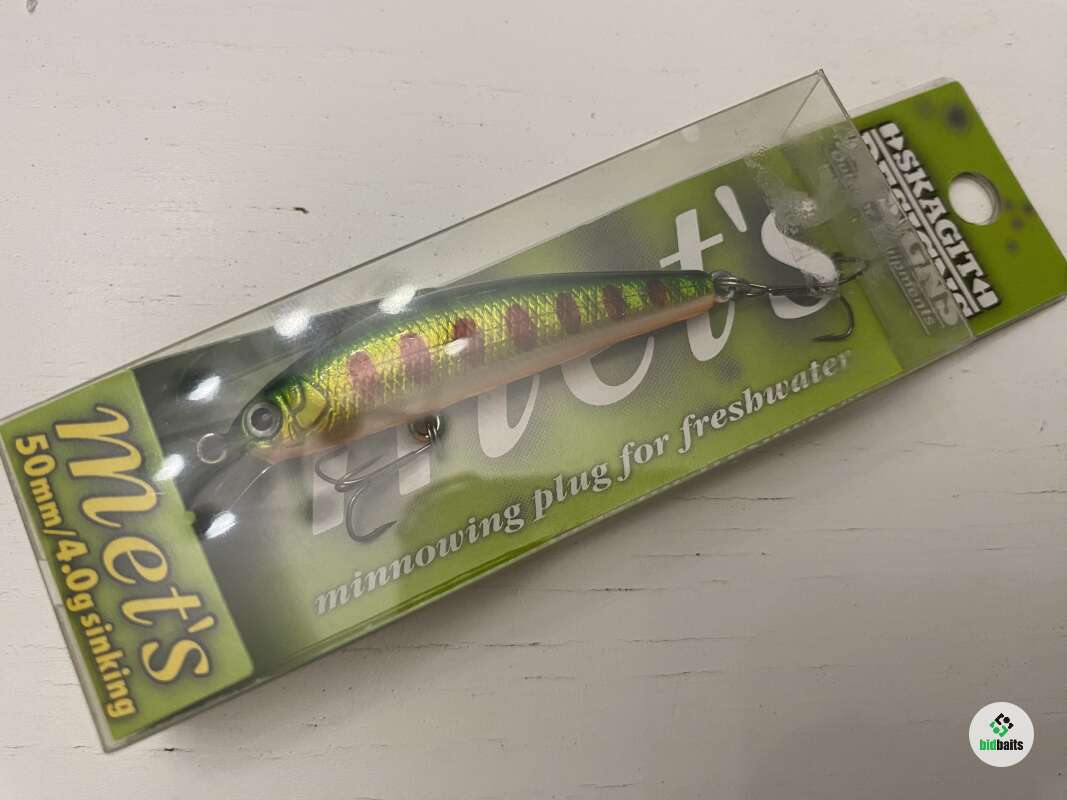 SKAGIT
DESIGNS
met's
minnowing plug for freshwater
met's
50mm/4.0g sinking
bidbaits